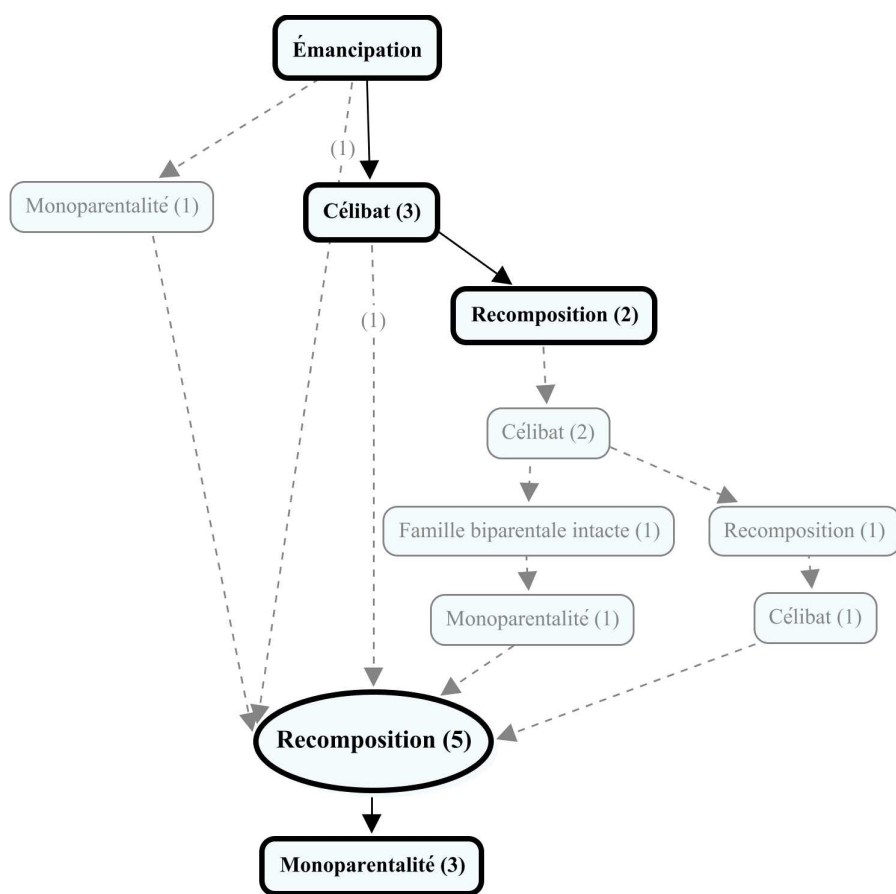 Émancipation
(1)
Monoparentalité (1)
Célibat (3)
Recomposition (2)
(1)
Célibat (2)
Famille biparentale intacte (1)
Recomposition (1)
Monoparentalité (1)
Célibat (1)
Recomposition (5)
Monoparentalité (3)